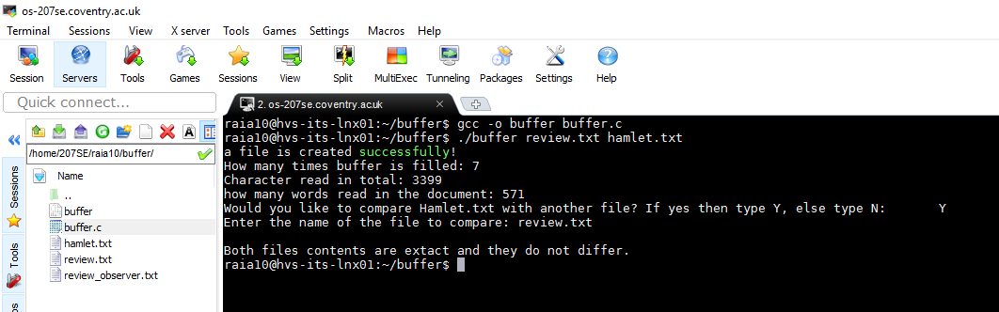 os-207se.coventry.ac.uk
Terminal Sessions View X server Tools Games Settings Macros Help
Session Servers Tools Games Sessions View Split MultiExec Tunneling Packages Settings Help
Quick connect...
2. os-207se.coventry.ac.uk
/home/207SE/raia10/buffer/
Name
..
buffer
buffer.c
hamlet.txt
review.txt
review_observer.txt
Sessions
Tools
raia10@hvs-its-lnx01:~/buffer$ gcc -o buffer buffer.c
raia10@hvs-its-lnx01:~/buffer$ ./buffer review.txt hamlet.txt
a file is created successfully!
How many times buffer is filled: 7
Character read in total: 3399
how many words read in the document: 571
Would you like to compare Hamlet.txt with another file? If yes then type Y, else type N: Y
Enter the name of the file to compare: review.txt
Both files contents are extact and they do not differ.
raia10@hvs-its-lnx01:~/buffer$